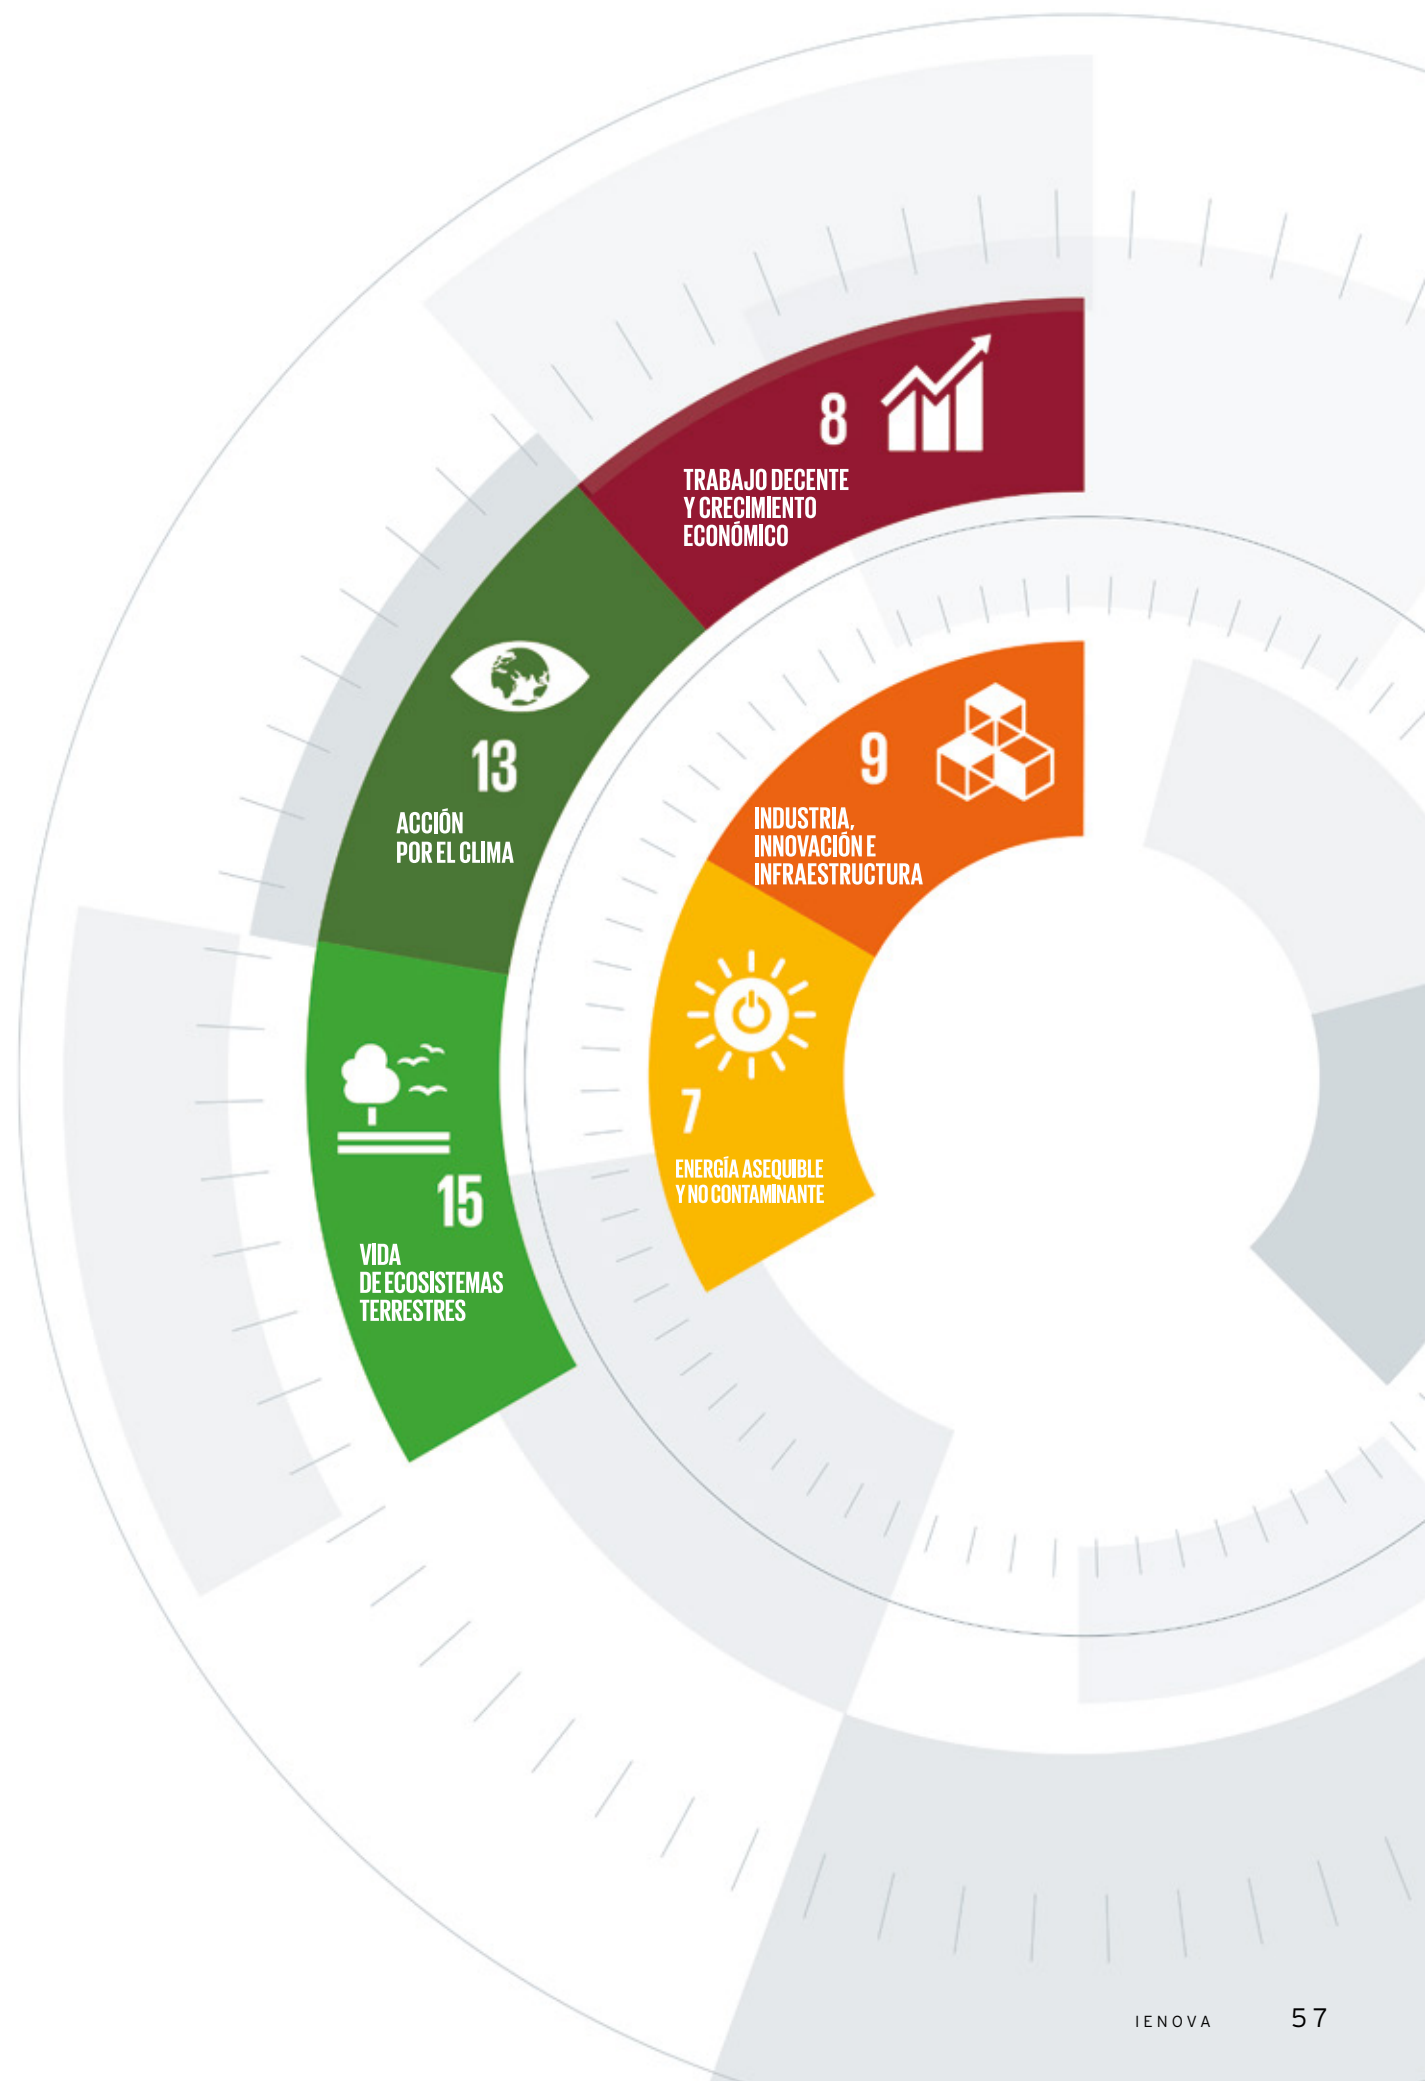 8
TRABAJO DECENTE
Y CRECIMIENTO
ECONÓMICO
13
ACCIÓN
POR EL CLIMA
9
INDUSTRIA,
INNOVACIÓN E
INFRAESTRUCTURA
7
ENERGÍA ASEQUIBLE
Y NO CONTAMINANTE
15
VIDA
DE ECOSISTEMAS
TERRESTRES
IENOVA 57